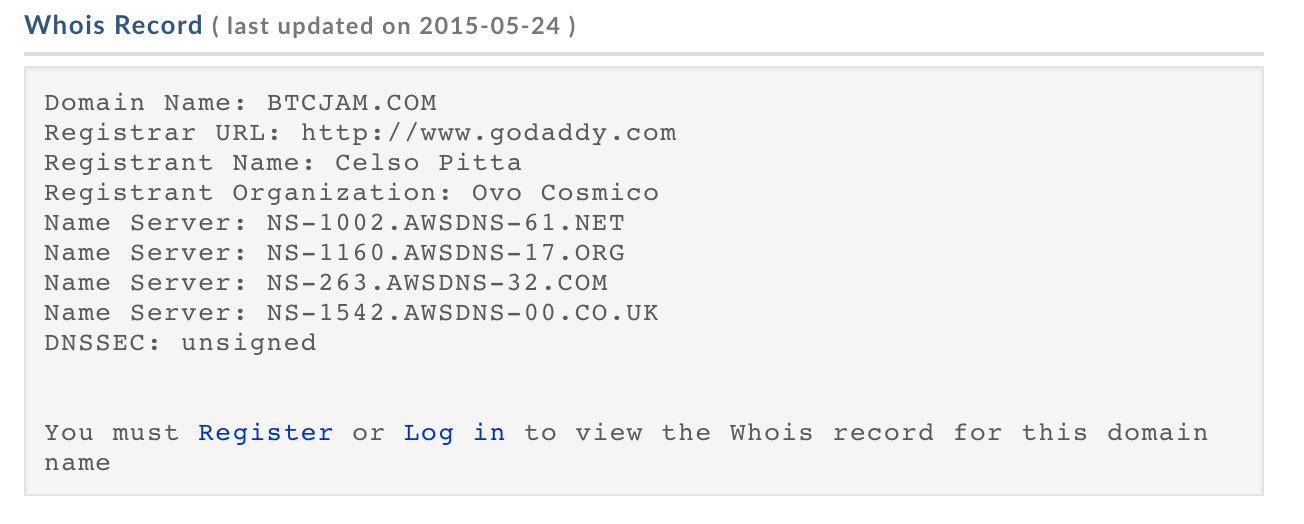 Whois Record ( last updated on 2015-05-24 )
Domain Name: BTCJAM.COM
Registrar URL: http://www.godaddy.com
Registrant Name: Celso Pitta
Registrant Organization: Ovo Cosmico
Name Server: NS-1002.AWSDNS-61.NET
Name Server: NS-1160.AWSDNS-17.ORG
Name Server: NS-263.AWSDNS-32.COM
Name Server: NS-1542.AWSDNS-00.CO.UK
DNSSEC: unsigned
You must Register or Log in to view the Whois record for this domain
name